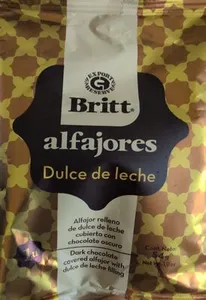 EXPORT
RESERVE
Britt
alfajores
Dulce de leche
Alfajor relleno
de dulce de leche
cubierto con
chocolate oscuro
Dark chocolate
covered alfajor with
dulce de leche filling